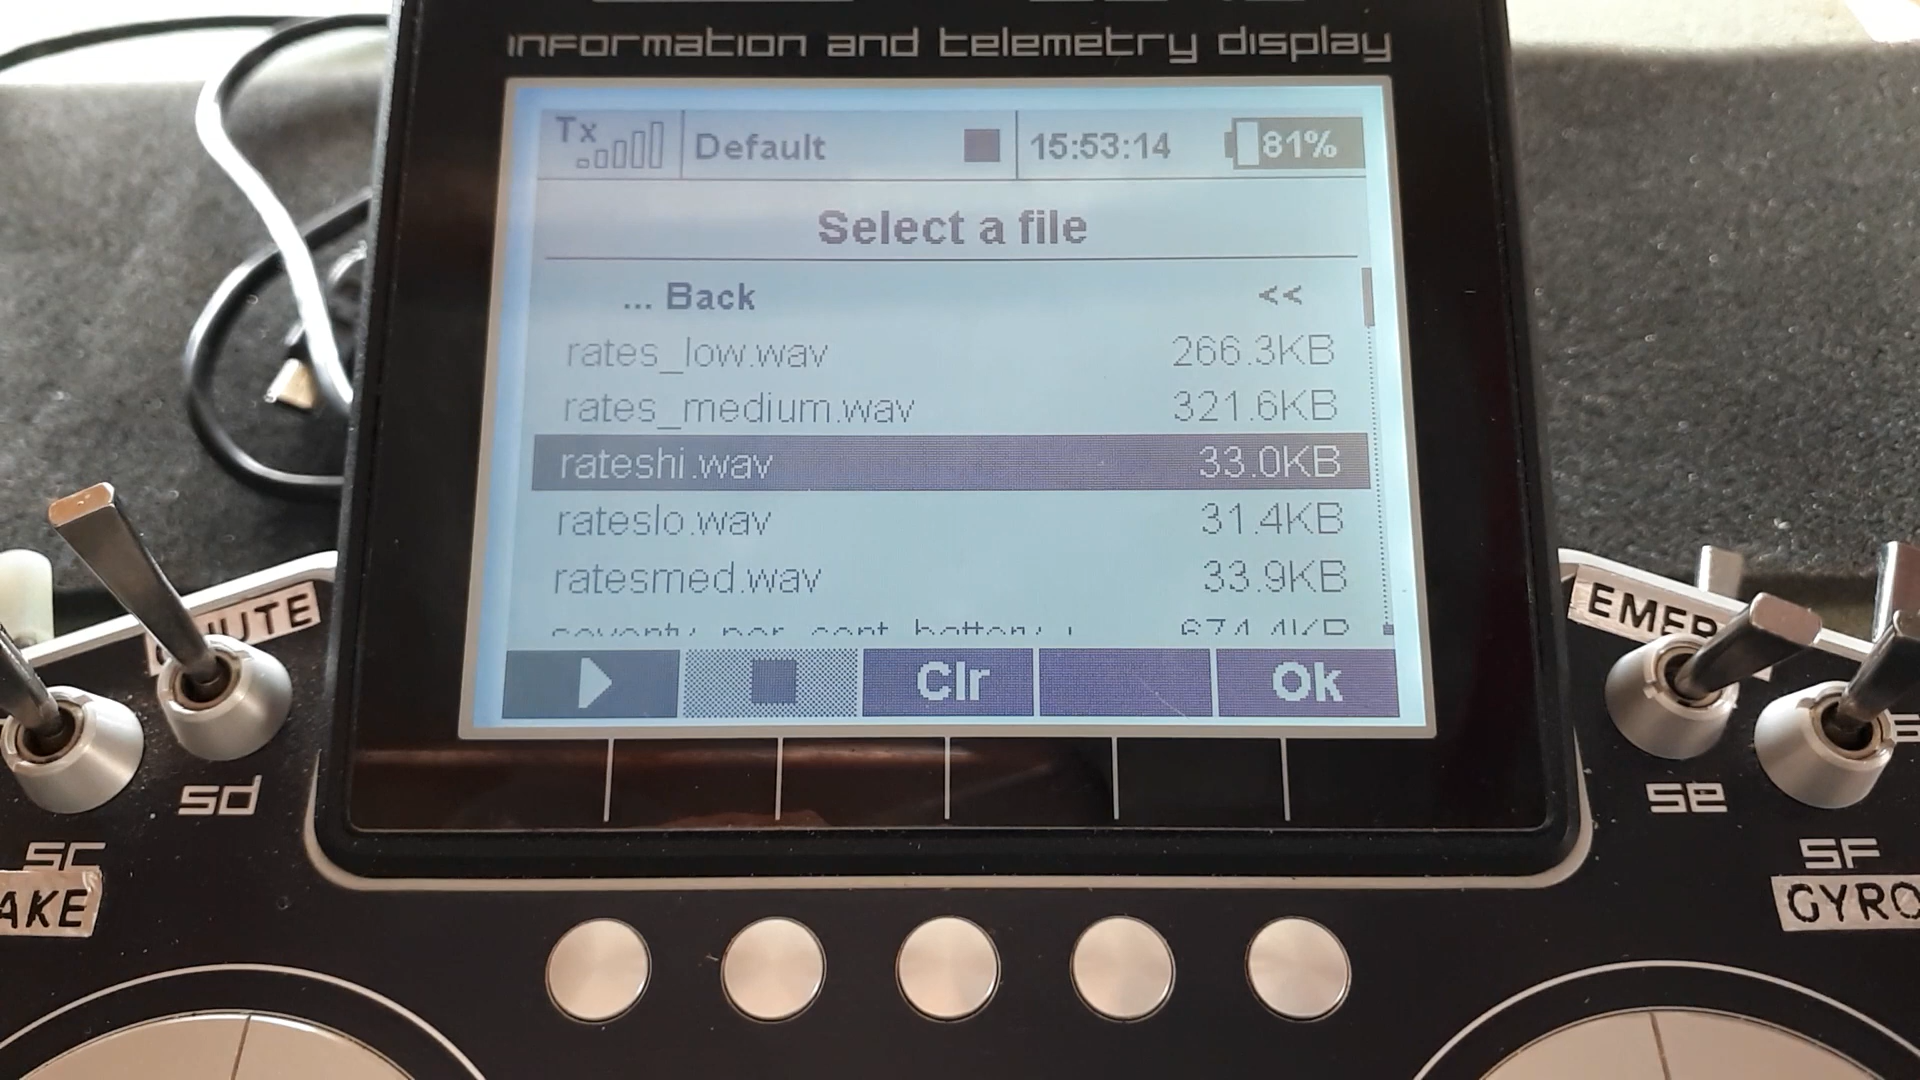 information and telemetry display
Tx Default 15:53:14 81%
Select a file
... Back <<
rates_low.wav 266.3KB
rates_medium.wav 321.6KB
rateshi.wav 33.0KB
rateslo.wav 31.4KB
ratesmed.wav 33.9KB
Clr Ok
sd
se
SC
SF
AKE
GYRO
EMER
UTE